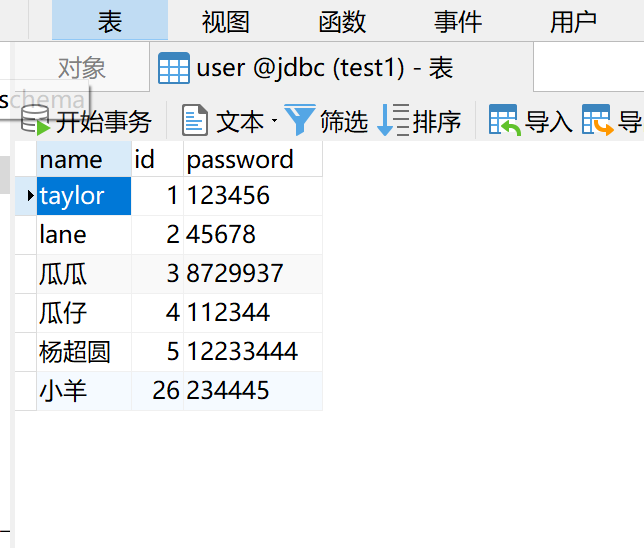 表 视图 函数 事件 用户
对象 user @jdbc (test1) - 表
schema
开始事务 文本 筛选 排序 导入 导
name id password
taylor 1 123456
lane 2 45678
瓜瓜 3 8729937
瓜仔 4 112344
杨超圆 5 12233444
小羊 26 234445